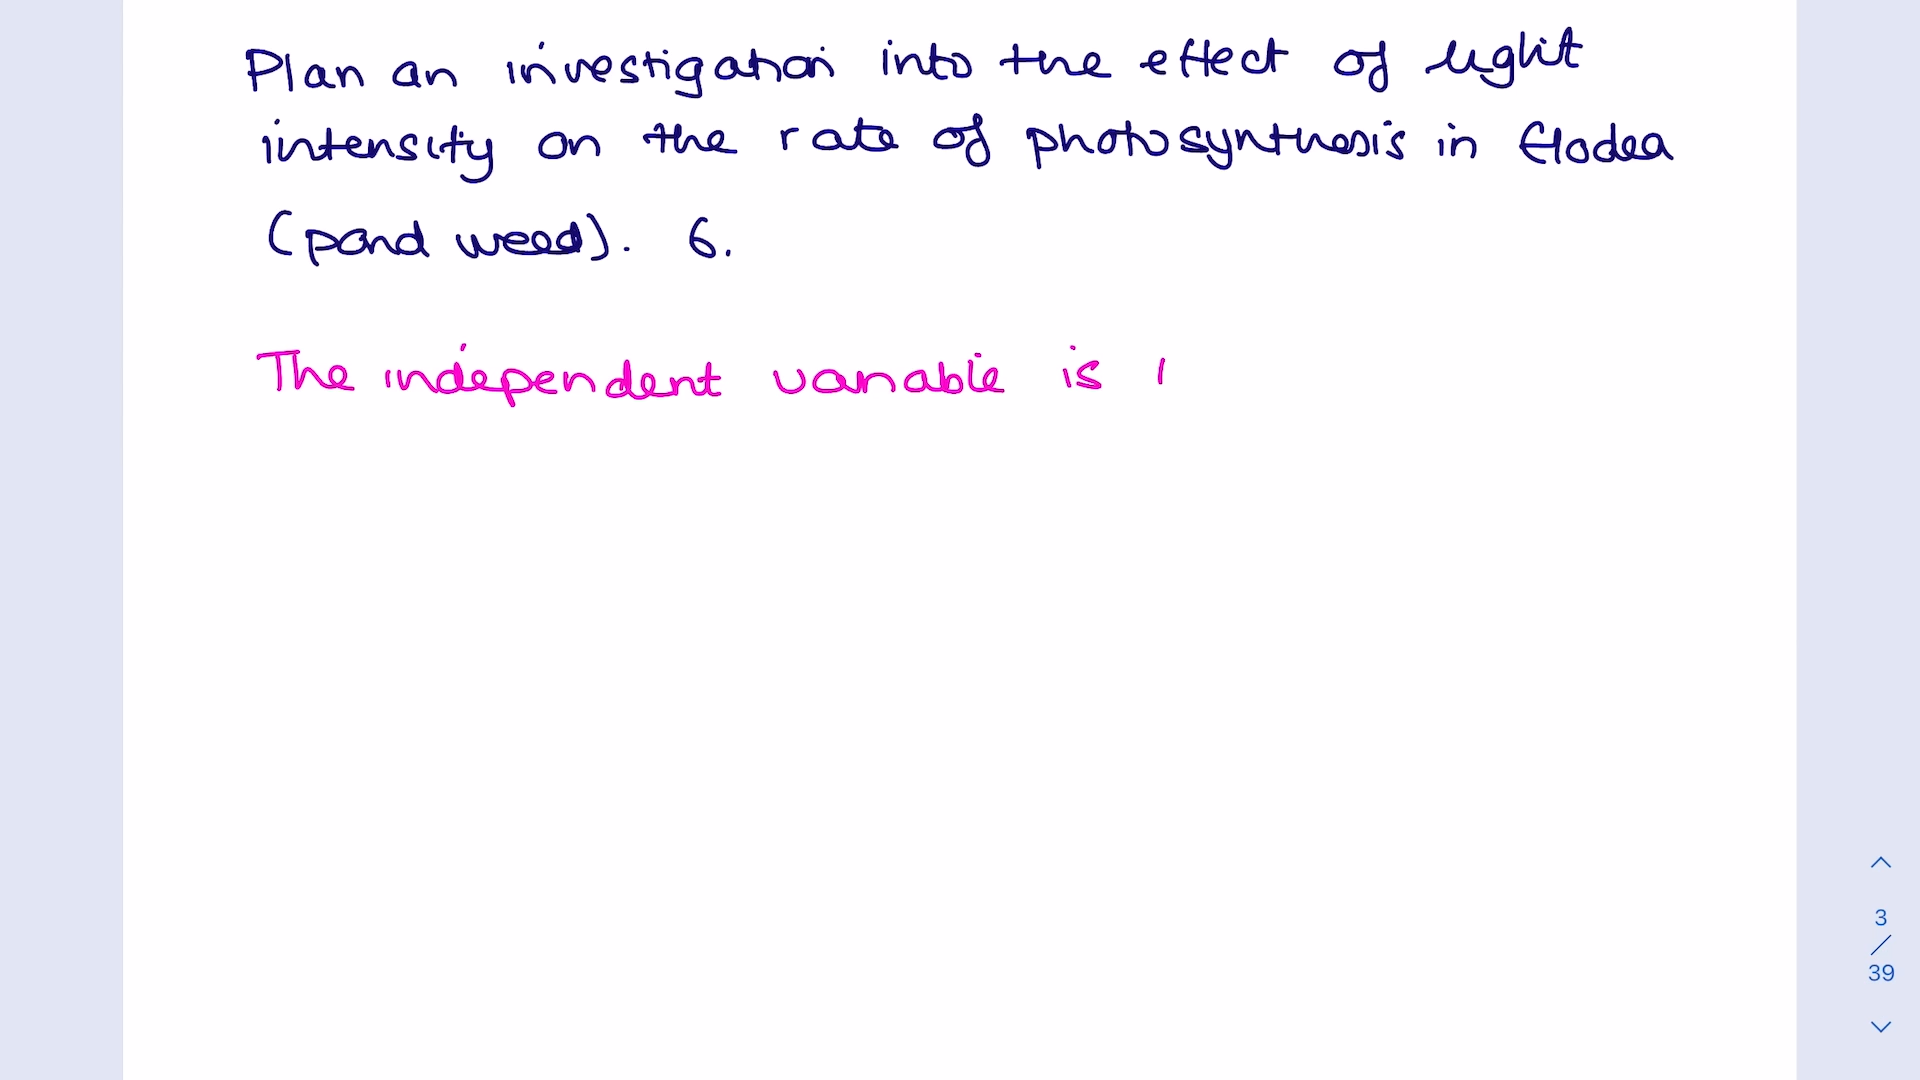 Plan an investigation into the effect of light
intensity on the rate of photosynthesis in Elodea
(pond weed). 6.
The independent variable is l
3
/
39